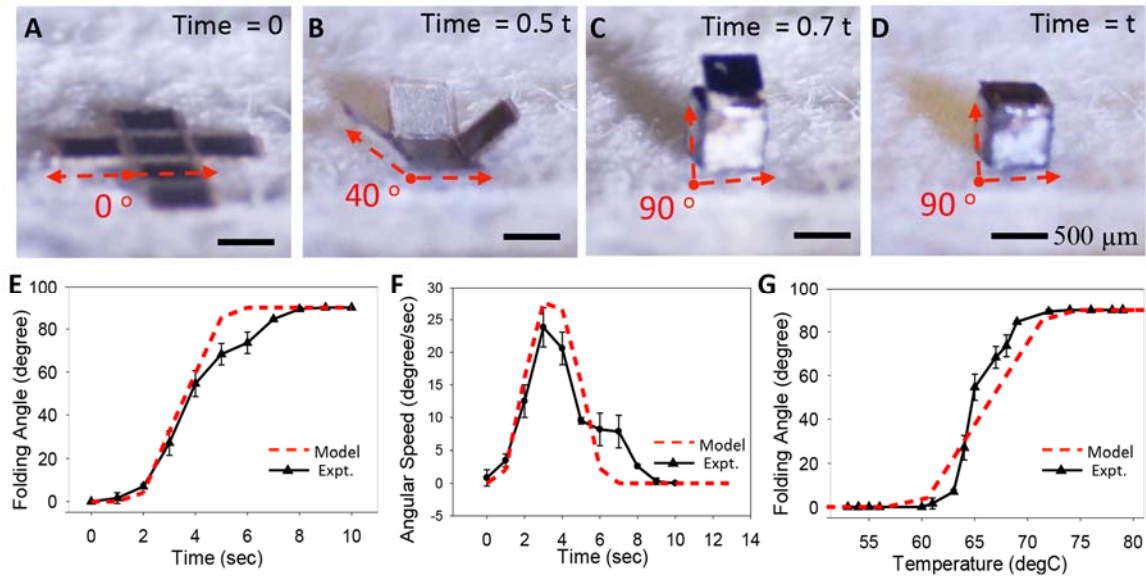 A Time = 0
0 °
B Time = 0.5 t
40 °
C Time = 0.7 t
90 °
D Time = t
90 °
500 µm
E
Folding Angle (degree)
100
80
60
40
20
0
Model
Expt.
0 2 4 6 8 10
Time (sec)
F
Angular Speed (degree/sec)
30
25
20
15
10
5
0
-5
Model
Expt.
0 2 4 6 8 10 12 14
Time (sec)
G
Folding Angle (degree)
100
80
60
40
20
0
Model
Expt.
55 60 65 70 75 80
Temperature (degC)